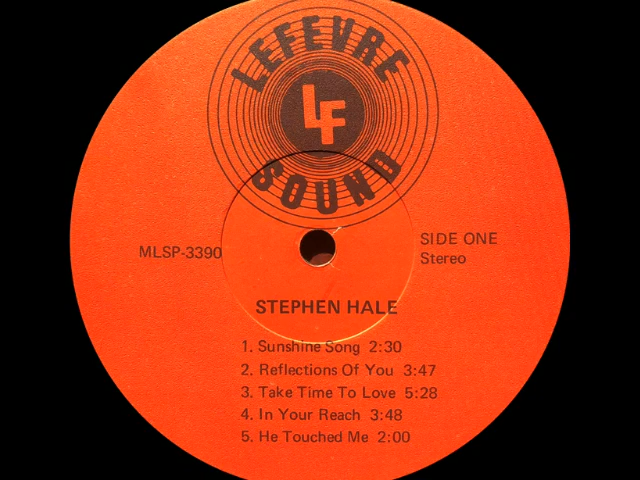 LEFEVRE
LF
SOUND
MLSP-3390
SIDE ONE
Stereo
STEPHEN HALE
1. Sunshine Song 2:30
2. Reflections Of You 3:47
3. Take Time To Love 5:28
4. In Your Reach 3:48
5. He Touched Me 2:00